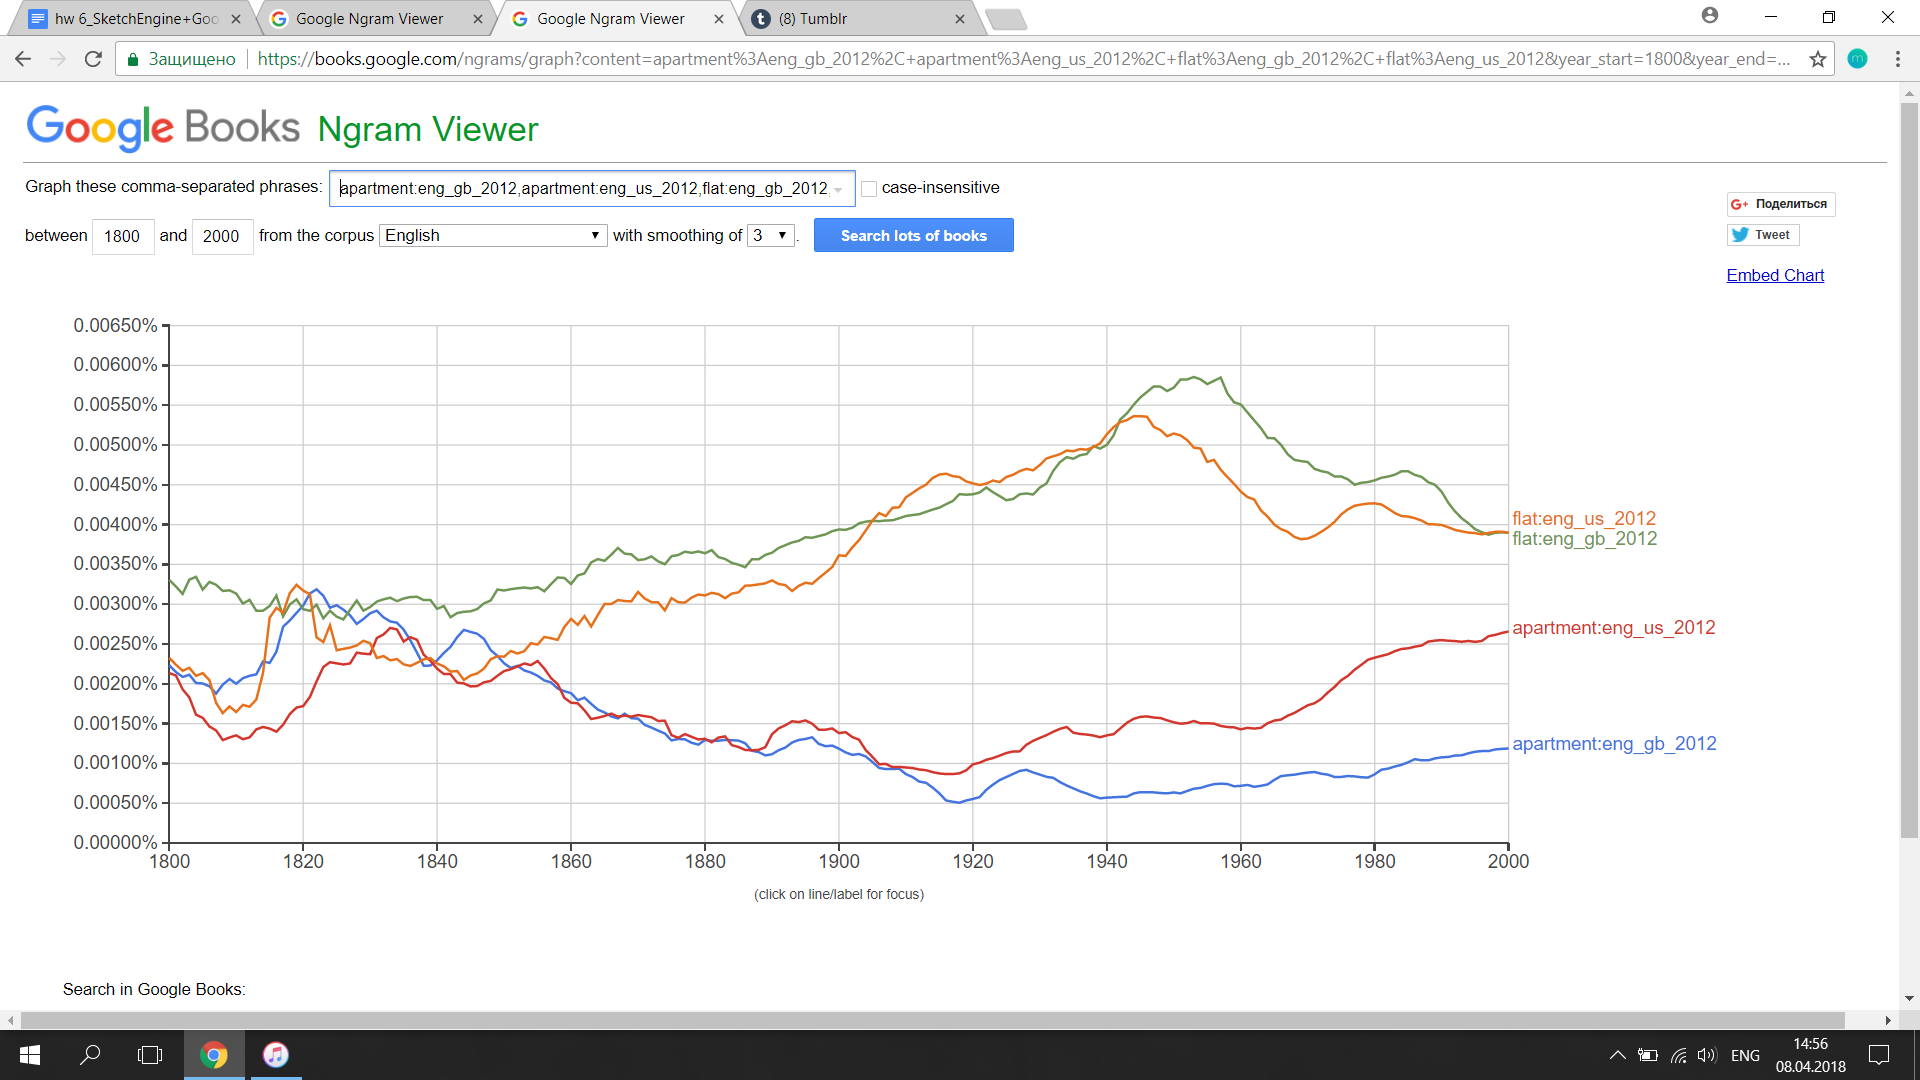 hw 6_SketchEngine+Goo
Google Ngram Viewer
Google Ngram Viewer
(8) Tumblr
Защищено
https://books.google.com/ngrams/graph?content=apartment%3Aeng_gb_2012%2C+apartment%3Aeng_us_2012%2C+flat%3Aeng_gb_2012%2C+flat%3Aeng_us_2012&year_start=1800&year_end=...
m
Google Books Ngram Viewer
Graph these comma-separated phrases: apartment:eng_gb_2012,apartment:eng_us_2012,flat:eng_gb_2012, case-insensitive
between 1800 and 2000 from the corpus English with smoothing of 3 . Search lots of books
G+ Поделиться
Tweet
Embed Chart
0.00650%
0.00600%
0.00550%
0.00500%
0.00450%
0.00400%
0.00350%
0.00300%
0.00250%
0.00200%
0.00150%
0.00100%
0.00050%
0.00000%
flat:eng_us_2012
flat:eng_gb_2012
apartment:eng_us_2012
apartment:eng_gb_2012
1800 1820 1840 1860 1880 1900 1920 1940 1960 1980 2000
(click on line/label for focus)
Search in Google Books:
ENG
14:56
08.04.2018